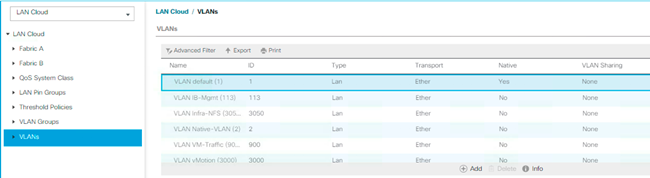 LAN Cloud
LAN Cloud
Fabric A
Fabric B
QoS System Class
LAN Pin Groups
Threshold Policies
VLAN Groups
VLANs
LAN Cloud / VLANs
VLANs
Advanced Filter Export Print
Name ID Type Transport Native VLAN Sharing
VLAN default (1) 1 Lan Ether Yes None
VLAN IB-Mgmt (113) 113 Lan Ether No None
VLAN Infra-NFS (305... 3050 Lan Ether No None
VLAN Native-VLAN (2) 2 Lan Ether No None
VLAN VM-Traffic (90... 900 Lan Ether No None
VLAN vMotion (3000) 3000 Lan Ether No None
Add Delete Info